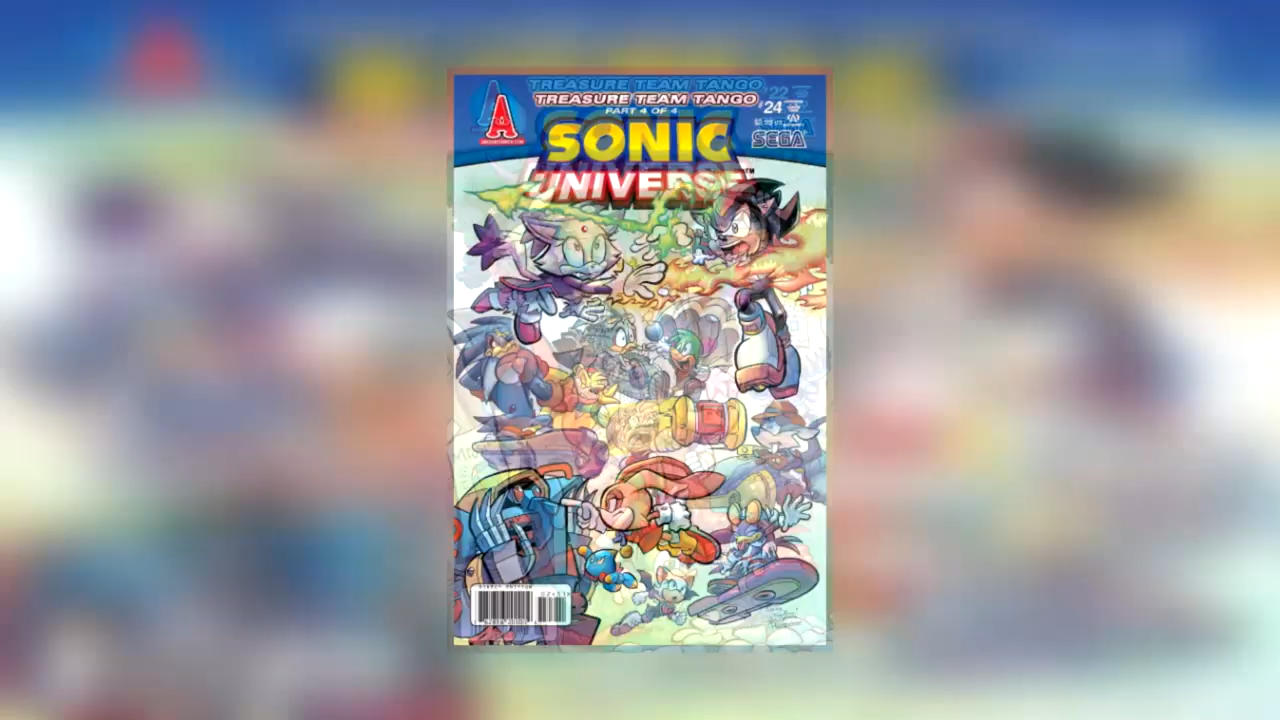 TREASURE TEAM TANGO
TREASURE TEAM TANGO
PART 4 OF 4
22
24
SONIC
UNIVERSE
SEGA